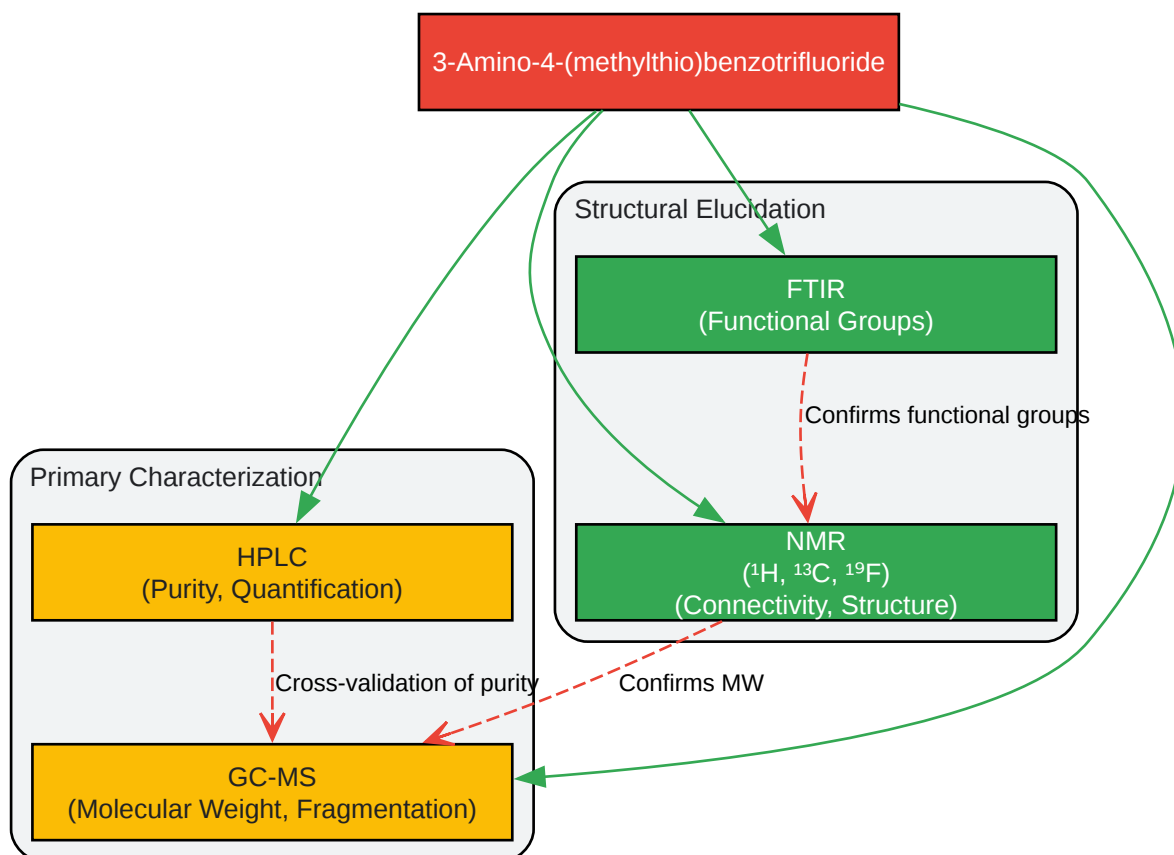 3-Amino-4-(methylthio)benzotrifluoride
Structural Elucidation
FTIR
(Functional Groups)
Confirms functional groups
Primary Characterization
HPLC
(Purity, Quantification)
NMR
(¹H, ¹³C, ¹⁹F)
(Connectivity, Structure)
Cross-validation of purity
Confirms MW
GC-MS
(Molecular Weight, Fragmentation)